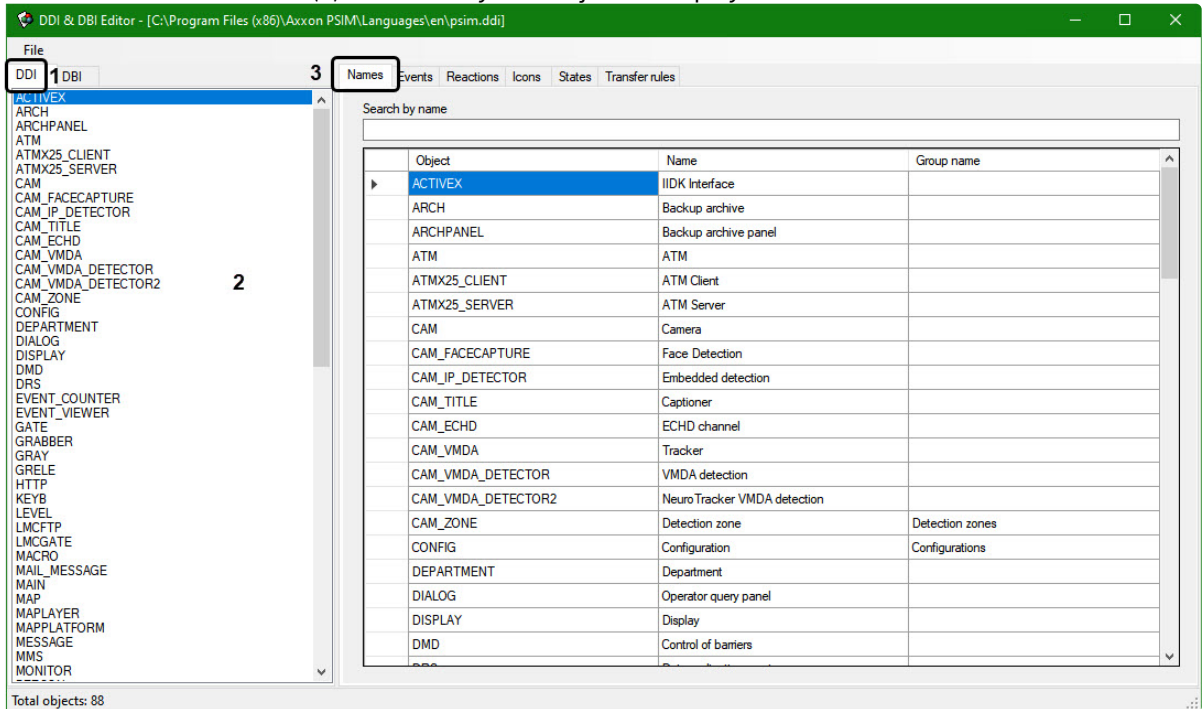 DDI & DBI Editor - [C:\Program Files (x86)\Axxon PSIM\Languages\en\psim.ddi]
File
DDI 1 DBI
ACTIVEX
ARCH
ARCHPANEL
ATM
ATMX25_CLIENT
ATMX25_SERVER
CAM
CAM_FACECAPTURE
CAM_IP_DETECTOR
CAM_TITLE
CAM_ECHD
CAM_VMDA
CAM_VMDA_DETECTOR
CAM_VMDA_DETECTOR2
2
CAM_ZONE
CONFIG
DEPARTMENT
DIALOG
DISPLAY
DMD
DRS
EVENT_COUNTER
EVENT_VIEWER
GATE
GRABBER
GRAY
GRELE
HTTP
KEYB
LEVEL
LMCFTP
LMCGATE
MACRO
MAIL_MESSAGE
MAIN
MAP
MAPLAYER
MAPPLATFORM
MESSAGE
MMS
MONITOR
3 Names Events Reactions Icons States Transfer rules
Search by name
Object Name Group name
ACTIVEX IIDK Interface
ARCH Backup archive
ARCHPANEL Backup archive panel
ATM ATM
ATMX25_CLIENT ATM Client
ATMX25_SERVER ATM Server
CAM Camera
CAM_FACECAPTURE Face Detection
CAM_IP_DETECTOR Embedded detection
CAM_TITLE Captioner
CAM_ECHD ECHD channel
CAM_VMDA Tracker
CAM_VMDA_DETECTOR VMDA detection
CAM_VMDA_DETECTOR2 NeuroTracker VMDA detection
CAM_ZONE Detection zone Detection zones
CONFIG Configuration Configurations
DEPARTMENT Department
DIALOG Operator query panel
DISPLAY Display
DMD Control of barriers
Total objects: 88